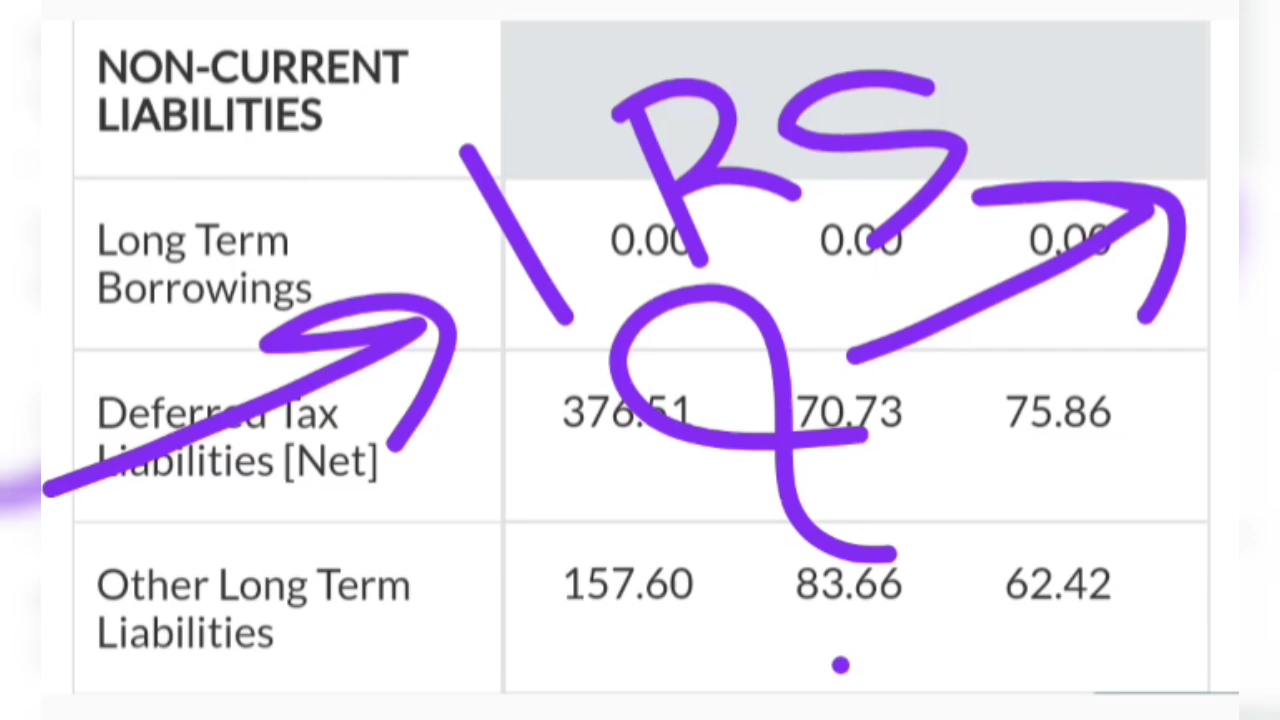 NON-CURRENT
LIABILITIES
RS
Long Term
Borrowings
0.00 0.00 0.00
Deferred Tax
Liabilities [Net]
376.51 70.73 75.86
Other Long Term
Liabilities
157.60 83.66 62.42